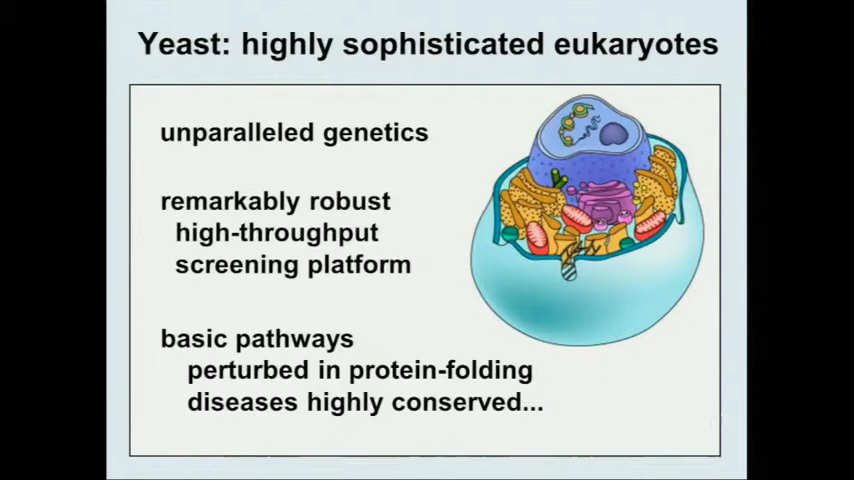 Yeast: highly sophisticated eukaryotes
unparalleled genetics
remarkably robust
high-throughput
screening platform
basic pathways
perturbed in protein-folding
diseases highly conserved...